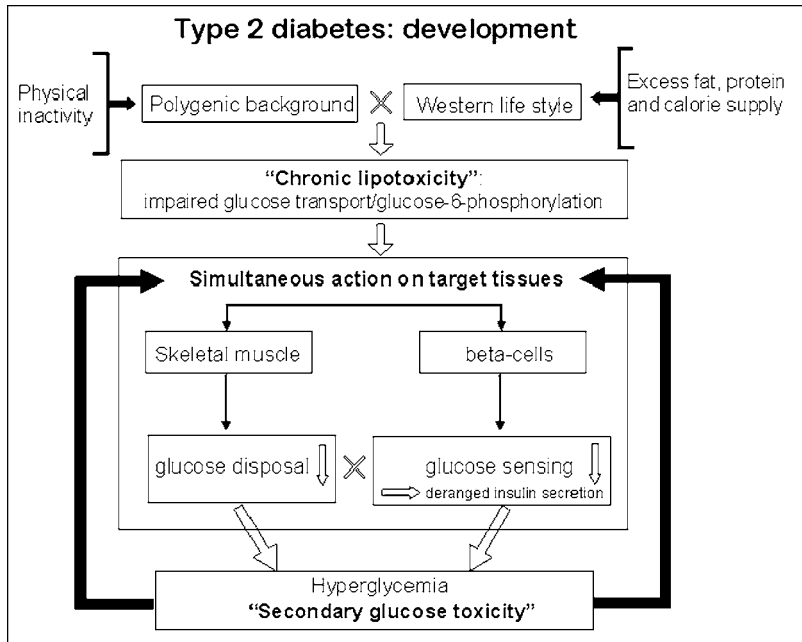 Type 2 diabetes: development
Physical
inactivity
Polygenic background
Western life style
Excess fat, protein
and calorie supply
“Chronic lipotoxicity”:
impaired glucose transport/glucose-6-phosphorylation
Simultaneous action on target tissues
Skeletal muscle
beta-cells
glucose disposal
glucose sensing
deranged insulin secretion
Hyperglycemia
“Secondary glucose toxicity”